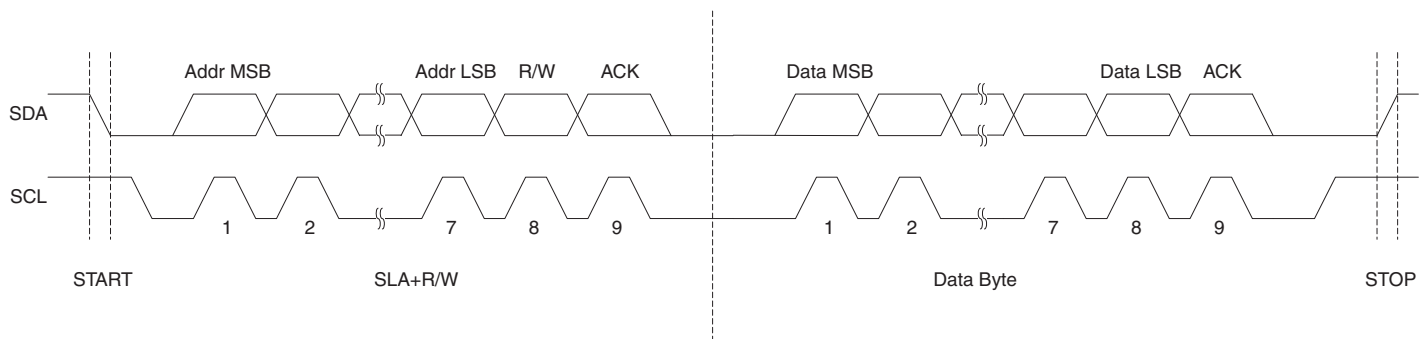 Addr MSB Addr LSB R/W ACK Data MSB Data LSB ACK
SDA
SCL
1 2 7 8 9 1 2 7 8 9
START SLA+R/W Data Byte STOP